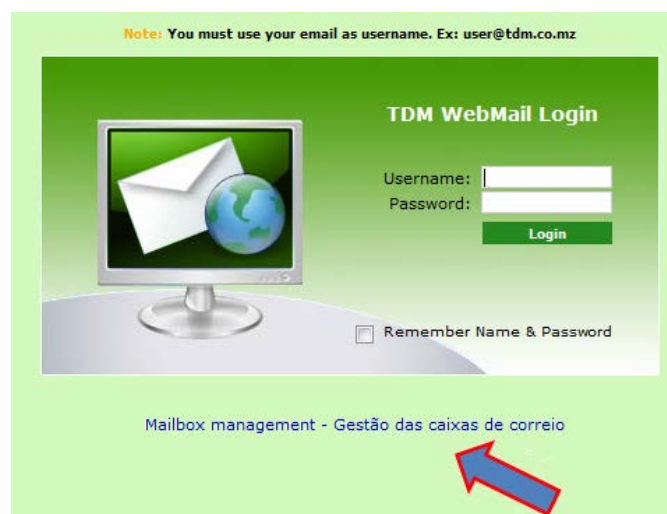 Note: You must use your email as username. Ex: user@tdm.co.mz
TDM WebMail Login
Username:
Password:
Login
Remember Name & Password
Mailbox management - Gestão das caixas de correio